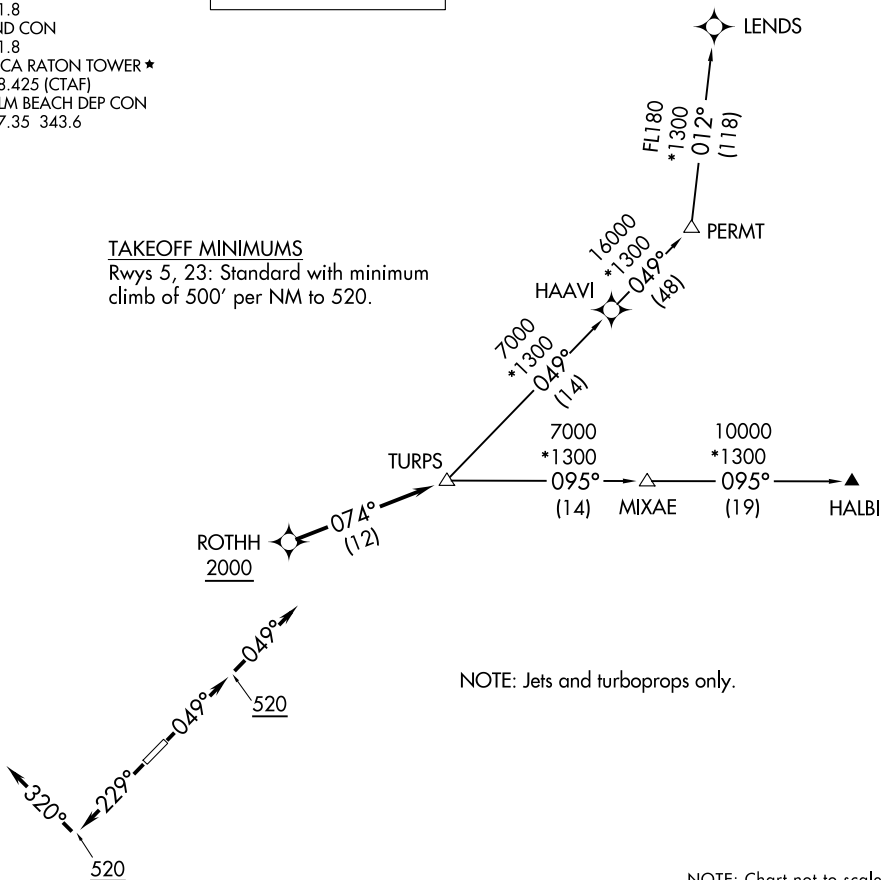 1.8
ND CON
1.8
CA RATON TOWER★
8.425 (CTAF)
LM BEACH DEP CON
7.35 343.6
LENDS
FL180
*1300
012°
(118)
TAKEOFF MINIMUMS
Rwys 5, 23: Standard with minimum
climb of 500' per NM to 520.
PERMT
16000
*1300
049°
(48)
HAAVI
7000
*1300
049°
(14)
TURPS
7000
*1300
095°
(14)
MIXAE
10000
*1300
095°
(19)
HALBI
074°
(12)
ROTHH
2000
049°
520
049°
229°
320°
520
NOTE: Jets and turboprops only.
NOTE: Chart not to scale